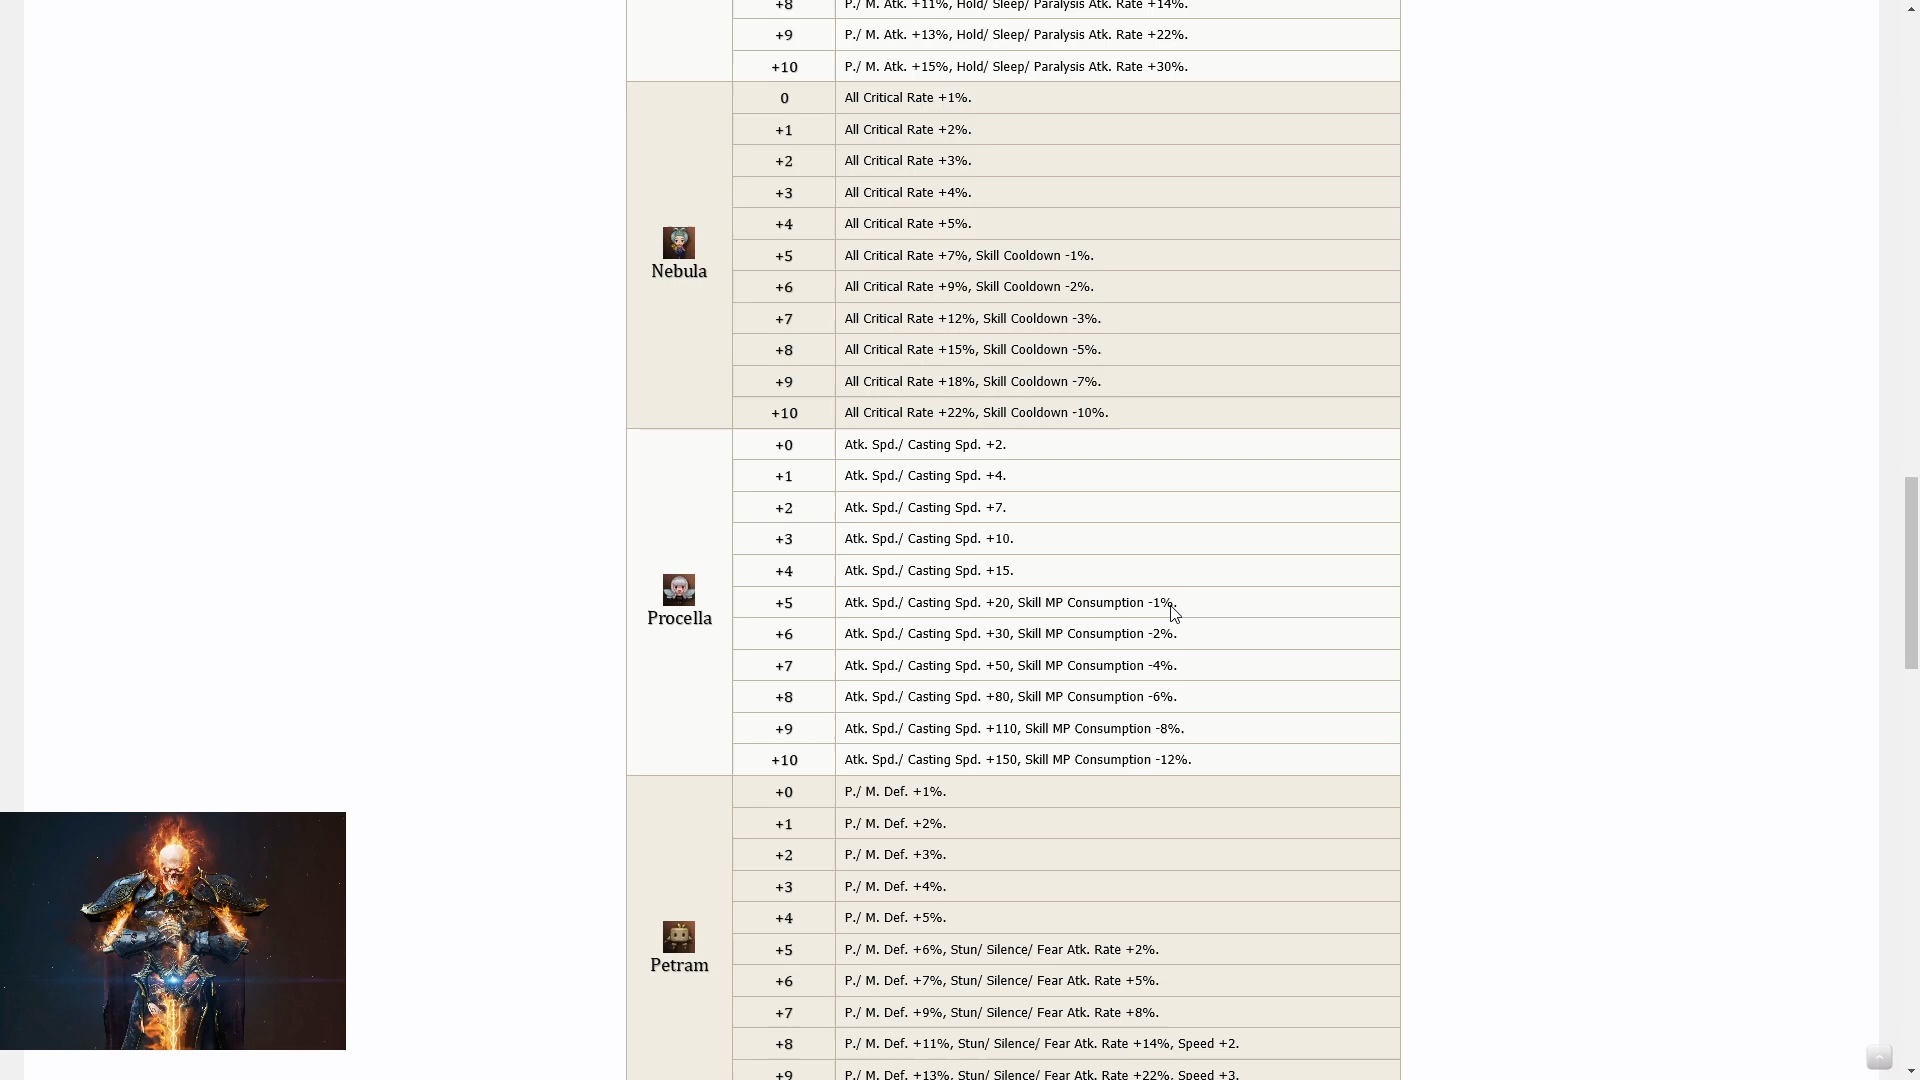 +8 P./ M. Atk. +11%, Hold/ Sleep/ Paralysis Atk. Rate +14%.
+9 P./ M. Atk. +13%, Hold/ Sleep/ Paralysis Atk. Rate +22%.
+10 P./ M. Atk. +15%, Hold/ Sleep/ Paralysis Atk. Rate +30%.
Nebula
0 All Critical Rate +1%.
+1 All Critical Rate +2%.
+2 All Critical Rate +3%.
+3 All Critical Rate +4%.
+4 All Critical Rate +5%.
+5 All Critical Rate +7%, Skill Cooldown -1%.
+6 All Critical Rate +9%, Skill Cooldown -2%.
+7 All Critical Rate +12%, Skill Cooldown -3%.
+8 All Critical Rate +15%, Skill Cooldown -5%.
+9 All Critical Rate +18%, Skill Cooldown -7%.
+10 All Critical Rate +22%, Skill Cooldown -10%.
Procella
+0 Atk. Spd./ Casting Spd. +2.
+1 Atk. Spd./ Casting Spd. +4.
+2 Atk. Spd./ Casting Spd. +7.
+3 Atk. Spd./ Casting Spd. +10.
+4 Atk. Spd./ Casting Spd. +15.
+5 Atk. Spd./ Casting Spd. +20, Skill MP Consumption -1%.
+6 Atk. Spd./ Casting Spd. +30, Skill MP Consumption -2%.
+7 Atk. Spd./ Casting Spd. +50, Skill MP Consumption -4%.
+8 Atk. Spd./ Casting Spd. +80, Skill MP Consumption -6%.
+9 Atk. Spd./ Casting Spd. +110, Skill MP Consumption -8%.
+10 Atk. Spd./ Casting Spd. +150, Skill MP Consumption -12%.
Petram
+0 P./ M. Def. +1%.
+1 P./ M. Def. +2%.
+2 P./ M. Def. +3%.
+3 P./ M. Def. +4%.
+4 P./ M. Def. +5%.
+5 P./ M. Def. +6%, Stun/ Silence/ Fear Atk. Rate +2%.
+6 P./ M. Def. +7%, Stun/ Silence/ Fear Atk. Rate +5%.
+7 P./ M. Def. +9%, Stun/ Silence/ Fear Atk. Rate +8%.
+8 P./ M. Def. +11%, Stun/ Silence/ Fear Atk. Rate +14%, Speed +2.
+9 P./ M. Def. +13%, Stun/ Silence/ Fear Atk. Rate +22%, Speed +3.